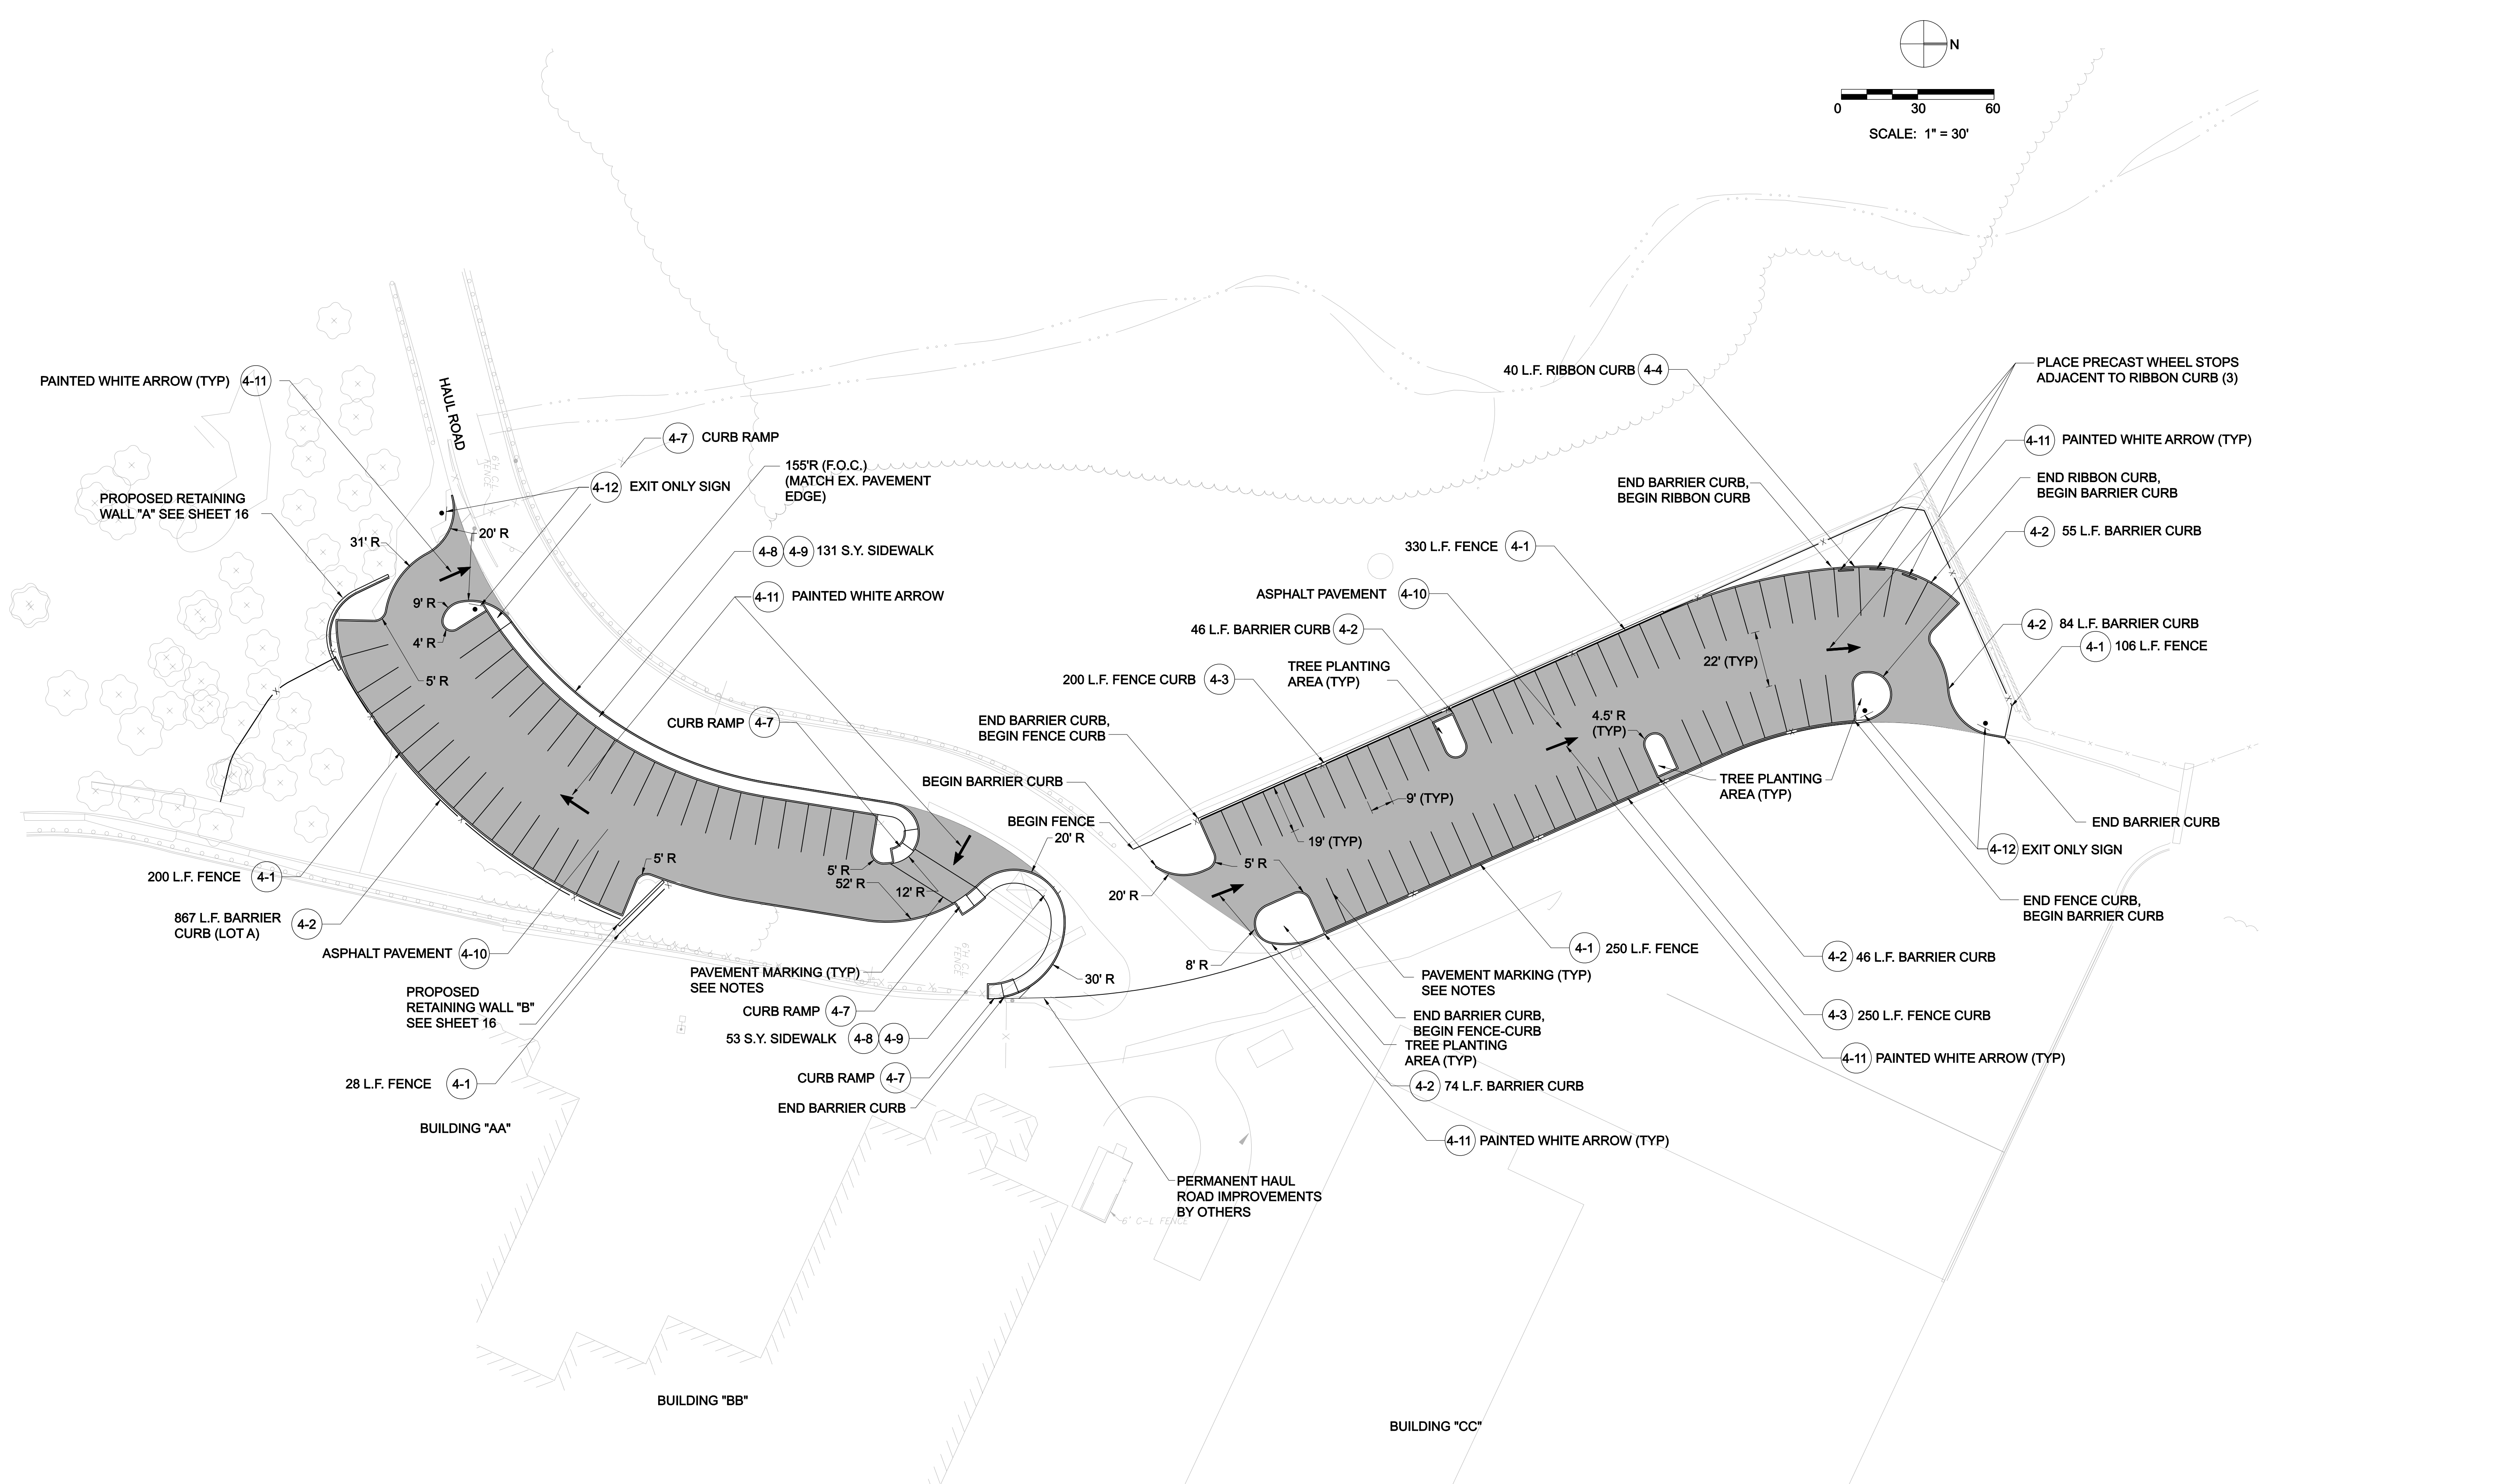 N
0 30 60
SCALE: 1" = 30'
PAINTED WHITE ARROW (TYP) 4-11
HAUL ROAD
4-7 CURB RAMP
6'H CL
FENCE
155'R (F.O.C.)
(MATCH EX. PAVEMENT
EDGE)
4-12 EXIT ONLY SIGN
PROPOSED RETAINING
WALL "A" SEE SHEET 16
20' R
31' R
4-8 4-9 131 S.Y. SIDEWALK
4-11 PAINTED WHITE ARROW
9' R
4' R
5' R
CURB RAMP 4-7
200 L.F. FENCE 4-1
867 L.F. BARRIER
CURB (LOT A) 4-2
ASPHALT PAVEMENT 4-10
PROPOSED
RETAINING WALL "B"
SEE SHEET 16
28 L.F. FENCE 4-1
BUILDING "AA"
5' R
5' R
52' R
12' R
20' R
30' R
6'H CL
FENCE
PAVEMENT MARKING (TYP)
SEE NOTES
CURB RAMP 4-7
53 S.Y. SIDEWALK 4-8 4-9
CURB RAMP 4-7
END BARRIER CURB
PERMANENT HAUL
ROAD IMPROVEMENTS
BY OTHERS
6' C-L FENCE
BUILDING "BB"
BUILDING "CC"
40 L.F. RIBBON CURB 4-4
PLACE PRECAST WHEEL STOPS
ADJACENT TO RIBBON CURB (3)
4-11 PAINTED WHITE ARROW (TYP)
END BARRIER CURB,
BEGIN RIBBON CURB
END RIBBON CURB,
BEGIN BARRIER CURB
4-2 55 L.F. BARRIER CURB
330 L.F. FENCE 4-1
ASPHALT PAVEMENT 4-10
46 L.F. BARRIER CURB 4-2
TREE PLANTING
AREA (TYP)
200 L.F. FENCE CURB 4-3
END BARRIER CURB,
BEGIN FENCE CURB
BEGIN BARRIER CURB
BEGIN FENCE
22' (TYP)
4.5' R
(TYP)
9' (TYP)
19' (TYP)
5' R
20' R
8' R
4-2 84 L.F. BARRIER CURB
4-1 106 L.F. FENCE
TREE PLANTING
AREA (TYP)
END BARRIER CURB
4-12 EXIT ONLY SIGN
END FENCE CURB,
BEGIN BARRIER CURB
4-1 250 L.F. FENCE
4-2 46 L.F. BARRIER CURB
PAVEMENT MARKING (TYP)
SEE NOTES
4-3 250 L.F. FENCE CURB
END BARRIER CURB,
BEGIN FENCE-CURB
TREE PLANTING
AREA (TYP)
4-11 PAINTED WHITE ARROW (TYP)
4-2 74 L.F. BARRIER CURB
4-11 PAINTED WHITE ARROW (TYP)